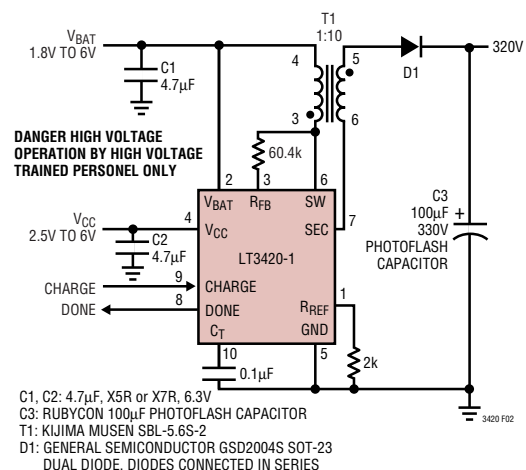 T1
1:10
VBAT
1.8V TO 6V
4
5
320V
C1
4.7µF
D1
3
6
DANGER HIGH VOLTAGE
OPERATION BY HIGH VOLTAGE
TRAINED PERSONEL ONLY
60.4k
2
3
6
VBAT
RFB
SW
C3
100µF
330V
PHOTOFLASH
CAPACITOR
+
VCC
2.5V TO 6V
4
VCC
SEC
7
C2
4.7µF
LT3420-1
CHARGE
9
CHARGE
DONE
8
DONE
RREF
1
CT
GND
10
5
0.1µF
2k
C1, C2: 4.7µF, X5R or X7R, 6.3V
C3: RUBYCON 100µF PHOTOFLASH CAPACITOR
T1: KIJIMA MUSEN SBL-5.6S-2
D1: GENERAL SEMICONDUCTOR GSD2004S SOT-23
DUAL DIODE. DIODES CONNECTED IN SERIES
3420 F02